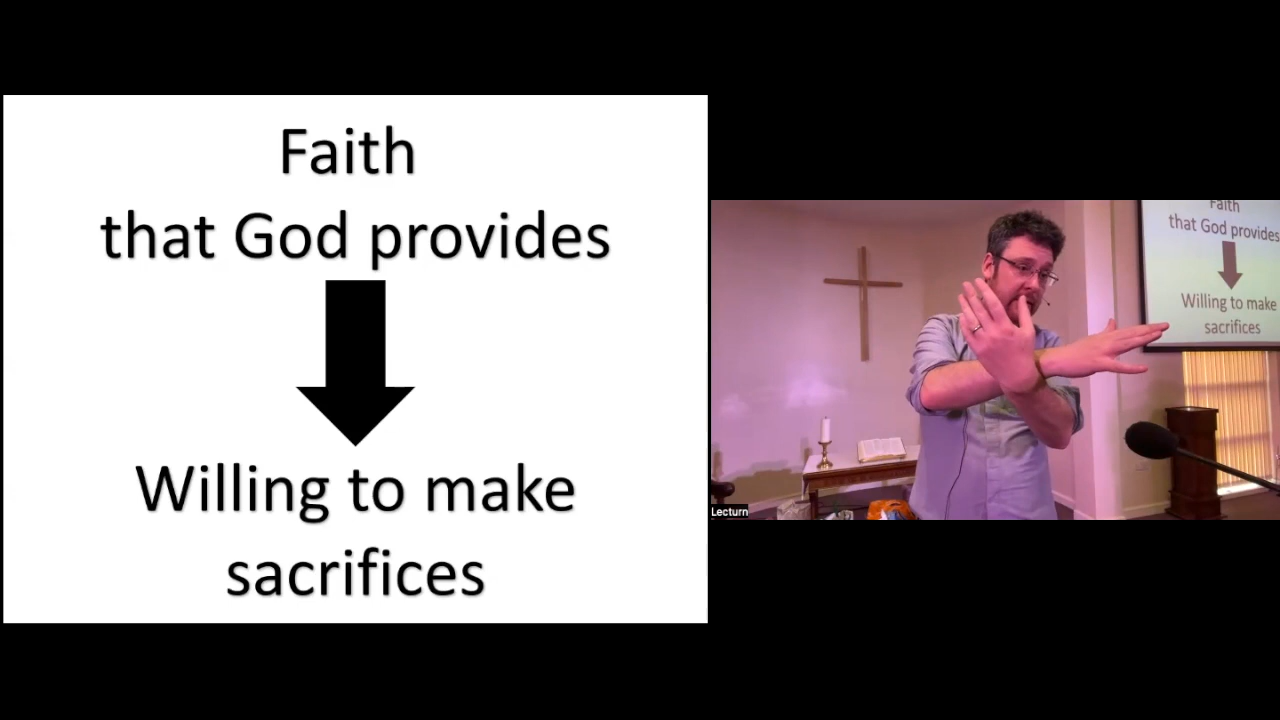 Faith
that God provides
Willing to make
sacrifices
Faith
that God provides
Willing to make
sacrifices
Lecturn